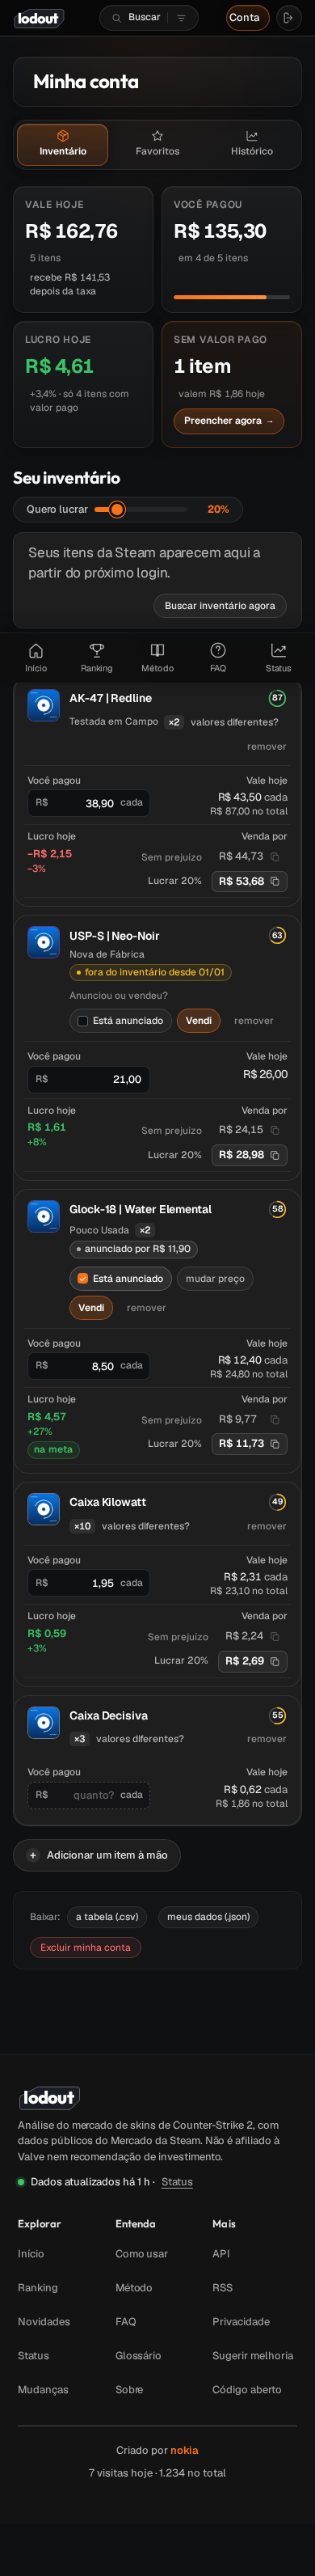 lodout
Buscar
Conta
Minha conta
Inventário
Favoritos
Histórico
VALE HOJE
R$ 162,76
5 itens
recebe R$ 141,53
depois da taxa
VOCÊ PAGOU
R$ 135,30
em 4 de 5 itens
LUCRO HOJE
R$ 4,61
+3,4% · só 4 itens com
valor pago
SEM VALOR PAGO
1 item
valem R$ 1,86 hoje
Preencher agora →
Seu inventário
Quero lucrar
20%
Seus itens da Steam aparecem aqui a
partir do próximo login.
Buscar inventário agora
Início
Ranking
Método
FAQ
Status
AK-47 | Redline
87
Testada em Campo ×2 valores diferentes?
remover
Você pagou
Vale hoje
R$ 38,90 cada
R$ 43,50 cada
R$ 87,00 no total
Lucro hoje
Venda por
−R$ 2,15
−3%
Sem prejuízo R$ 44,73
Lucrar 20% R$ 53,68
USP-S | Neo-Noir
63
Nova de Fábrica
fora do inventário desde 01/01
Anunciou ou vendeu?
Está anunciado
Vendi
remover
Você pagou
Vale hoje
R$ 21,00
R$ 26,00
Lucro hoje
Venda por
R$ 1,61
+8%
Sem prejuízo R$ 24,15
Lucrar 20% R$ 28,98
Glock-18 | Water Elemental
58
Pouco Usada ×2
anunciado por R$ 11,90
Está anunciado
mudar preço
Vendi
remover
Você pagou
Vale hoje
R$ 8,50 cada
R$ 12,40 cada
R$ 24,80 no total
Lucro hoje
Venda por
R$ 4,57
+27%
na meta
Sem prejuízo R$ 9,77
Lucrar 20% R$ 11,73
Caixa Kilowatt
49
×10 valores diferentes?
remover
Você pagou
Vale hoje
R$ 1,95 cada
R$ 2,31 cada
R$ 23,10 no total
Lucro hoje
Venda por
R$ 0,59
+3%
Sem prejuízo R$ 2,24
Lucrar 20% R$ 2,69
Caixa Decisiva
55
×3 valores diferentes?
remover
Você pagou
Vale hoje
R$ quanto? cada
R$ 0,62 cada
R$ 1,86 no total
+ Adicionar um item à mão
Baixar:
a tabela (.csv)
meus dados (.json)
Excluir minha conta
lodout
Análise do mercado de skins de Counter-Strike 2, com
dados públicos do Mercado da Steam. Não é afiliado à
Valve nem recomendação de investimento.
Dados atualizados há 1 h · Status
Explorar
Entenda
Mais
Início
Como usar
API
Ranking
Método
RSS
Novidades
FAQ
Privacidade
Status
Glossário
Sugerir melhoria
Mudanças
Sobre
Código aberto
Criado por nokia
7 visitas hoje · 1.234 no total